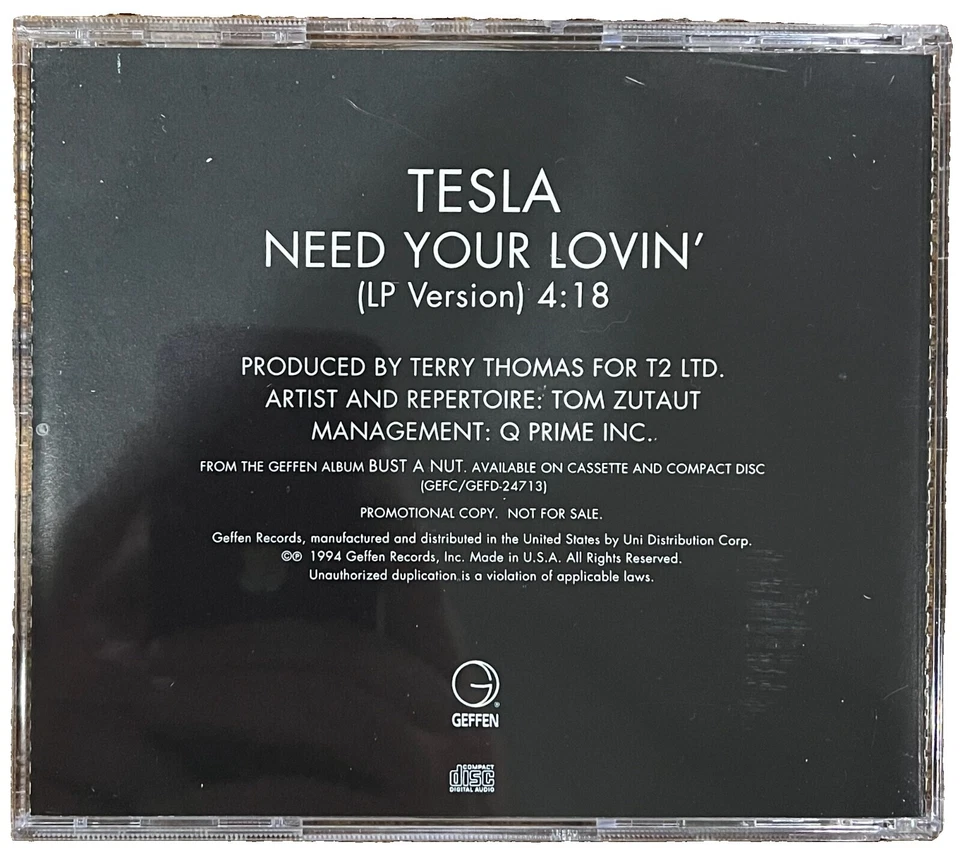 TESLA
NEED YOUR LOVIN'
(LP Version) 4:18
PRODUCED BY TERRY THOMAS FOR T2 LTD.
ARTIST AND REPERTOIRE: TOM ZUTAUT
MANAGEMENT: Q PRIME INC.
FROM THE GEFFEN ALBUM BUST A NUT. AVAILABLE ON CASSETTE AND COMPACT DISC
(GEFC/GEFD-24713)
PROMOTIONAL COPY. NOT FOR SALE.
Geffen Records, manufactured and distributed in the United States by Uni Distribution Corp.
©℗ 1994 Geffen Records, Inc. Made in U.S.A. All Rights Reserved.
Unauthorized duplication is a violation of applicable laws.
G®
GEFFEN
COMPACT
disc
DIGITAL AUDIO